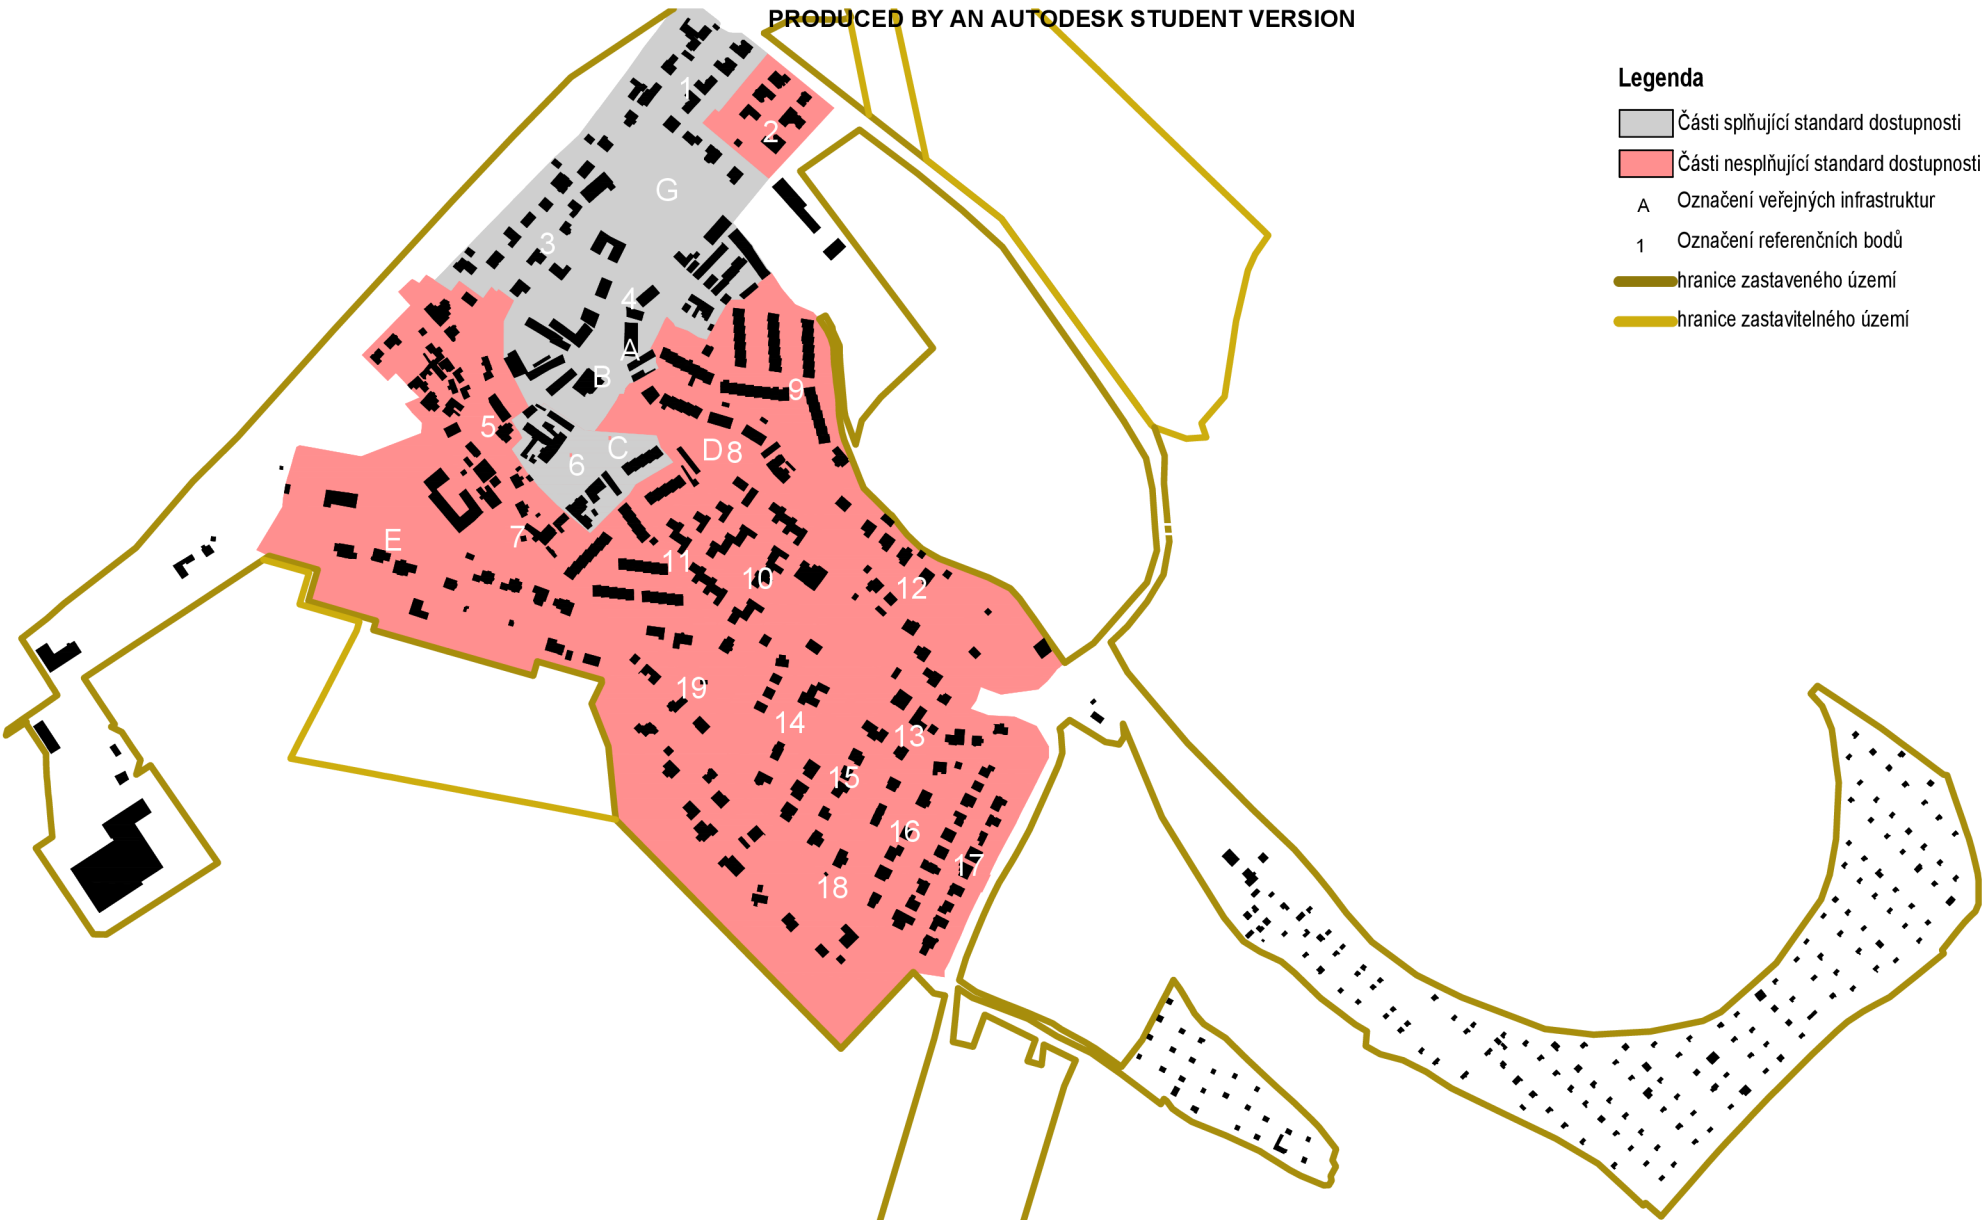 PRODUCED BY AN AUTODESK STUDENT VERSION
Legenda
Části splňující standard dostupnosti
Části nesplňující standard dostupnosti
A Označení veřejných infrastruktur
1 Označení referenčních bodů
hranice zastaveného území
hranice zastavitelného území
1
2
G
3
4
A
B
9
5
D 8
C
6
7
E
F
11
10
12
19
14
13
15
16
17
18